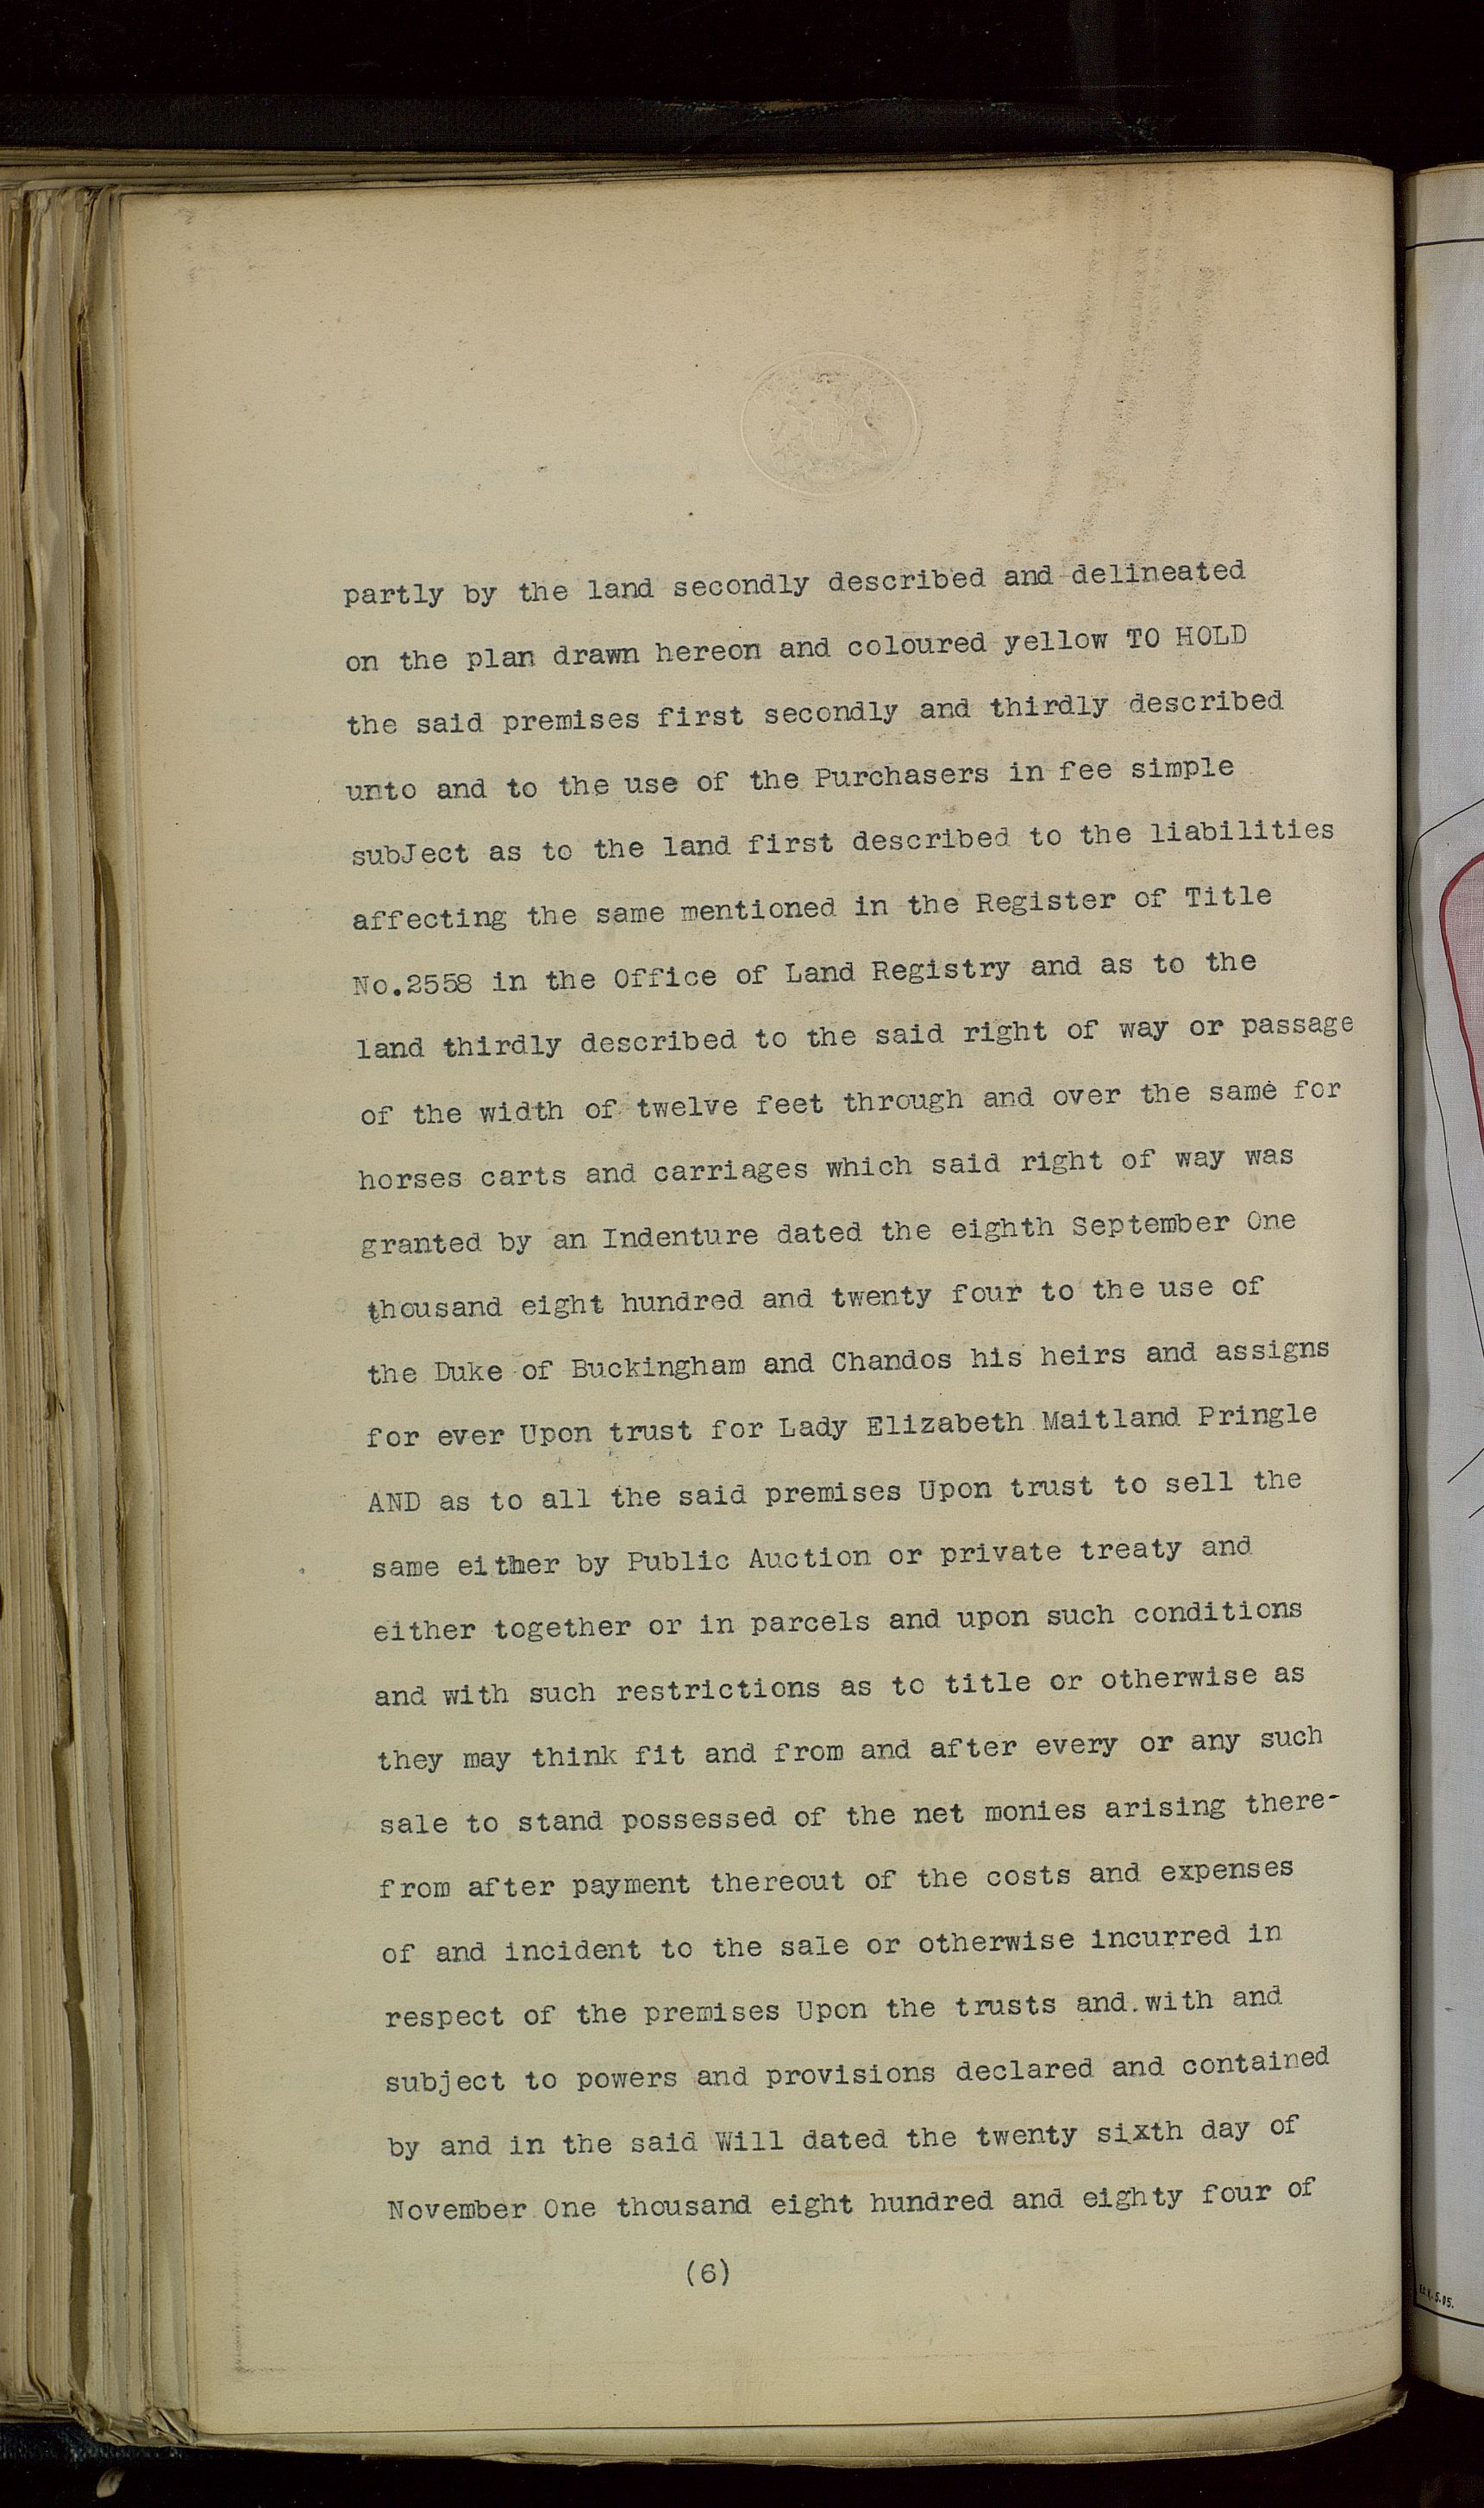 partly by the land secondly described and delineated
on the plan drawn hereon and coloured yellow TO HOLD
the said premises first secondly and thirdly described
unto and to the use of the Purchasers in fee simple
subJect as to the land first described to the liabilities
affecting the same mentioned in the Register of Title
No.2558 in the Office of Land Registry and as to the
land thirdly described to the said right of way or passage
of the width of twelve feet through and over the same for
horses carts and carriages which said right of way was
granted by an Indenture dated the eighth September One
thousand eight hundred and twenty four to the use of
the Duke of Buckingham and Chandos his heirs and assigns
for ever Upon trust for Lady Elizabeth Maitland Pringle
AND as to all the said premises Upon trust to sell the
same either by Public Auction or private treaty and
either together or in parcels and upon such conditions
and with such restrictions as to title or otherwise as
they may think fit and from and after every or any such
sale to stand possessed of the net monies arising there-
from after payment thereout of the costs and expenses
of and incident to the sale or otherwise incurred in
respect of the premises Upon the trusts and.with and
subject to powers and provisions declared and contained
by and in the said Will dated the twenty sixth day of
November One thousand eight hundred and eighty four of
(6)